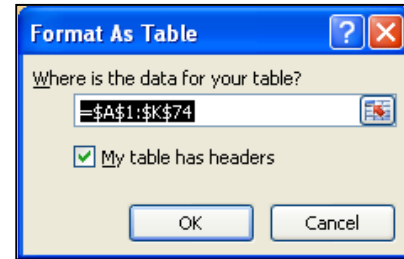 Format As Table
Where is the data for your table?
=$A$1:$K$74
My table has headers
OK Cancel